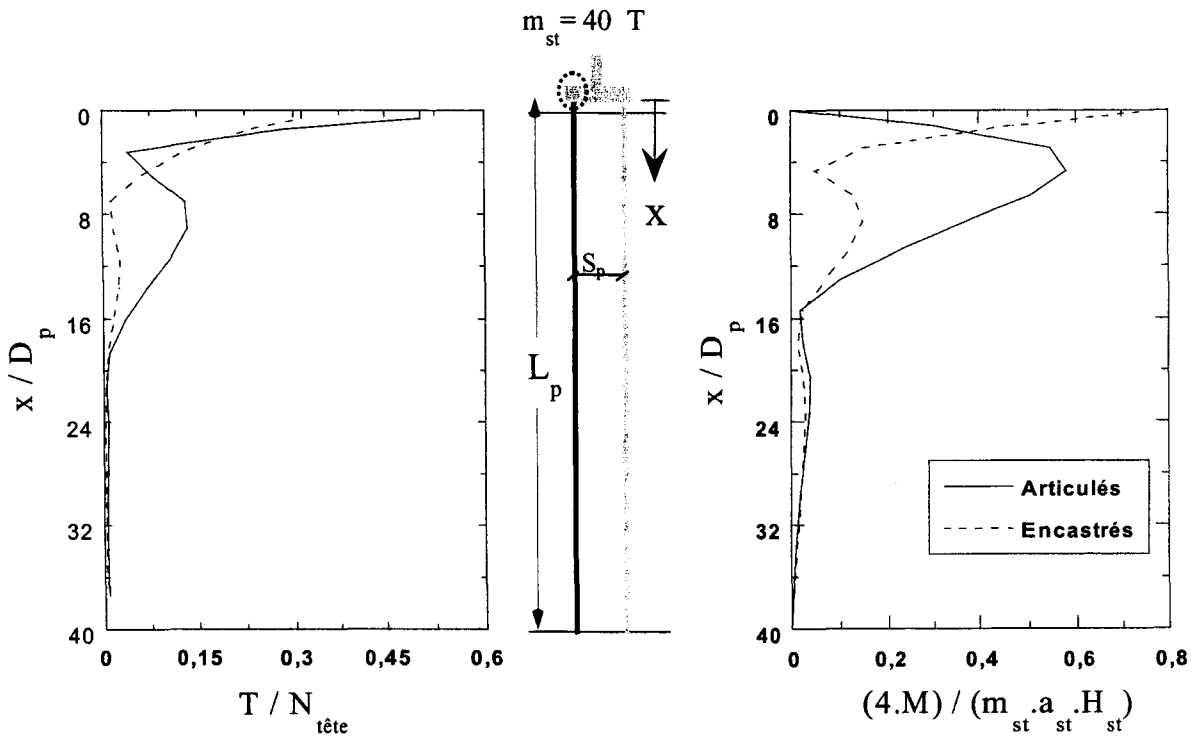 m_st = 40 T
0
8
16
24
32
40
x / D_p
0
0,15
0,3
0,45
0,6
T / N_tête
X
S_p
L_p
0
8
16
24
32
40
x / D_p
0
0,2
0,4
0,6
0,8
(4.M) / (m_st.a_st.H_st)
Articulés
Encastrés